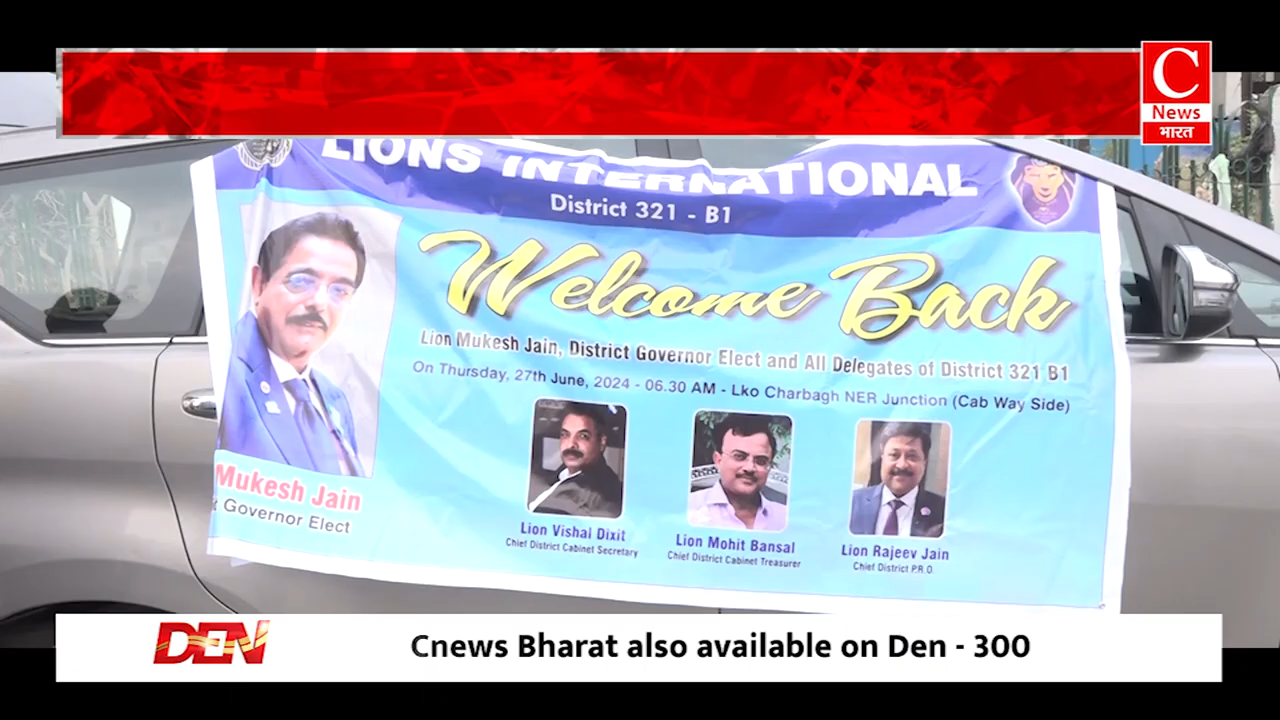 C
News
भारत
LIONS INTERNATIONAL
District 321 - B1
Welcome Back
Lion Mukesh Jain, District Governor Elect and All Delegates of District 321 B1
On Thursday, 27th June, 2024 - 06.30 AM - Lko Charbagh NER Junction (Cab Way Side)
Mukesh Jain
Governor Elect
Lion Vishal Dixit
Chief District Cabinet Secretary
Lion Mohit Bansal
Chief District Cabinet Treasurer
Lion Rajeev Jain
Chief District P.R.O.
DEN
Cnews Bharat also available on Den - 300